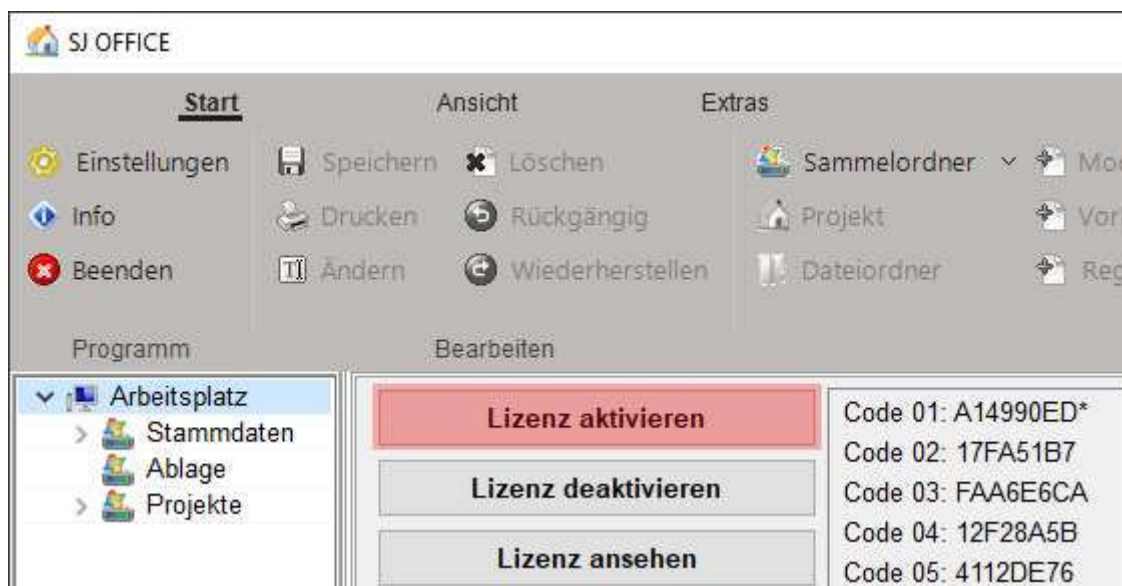 SJ OFFICE
Start Ansicht Extras
Einstellungen Speichern Löschen Sammelordner
Info Drucken Rückgängig Projekt
Beenden Ändern Wiederherstellen Dateiordner
Programm Bearbeiten
Arbeitsplatz
Stammdaten
Ablage
Projekte
Lizenz aktivieren
Lizenz deaktivieren
Lizenz ansehen
Code 01: A14990ED*
Code 02: 17FA51B7
Code 03: FAA6E6CA
Code 04: 12F28A5B
Code 05: 4112DE76